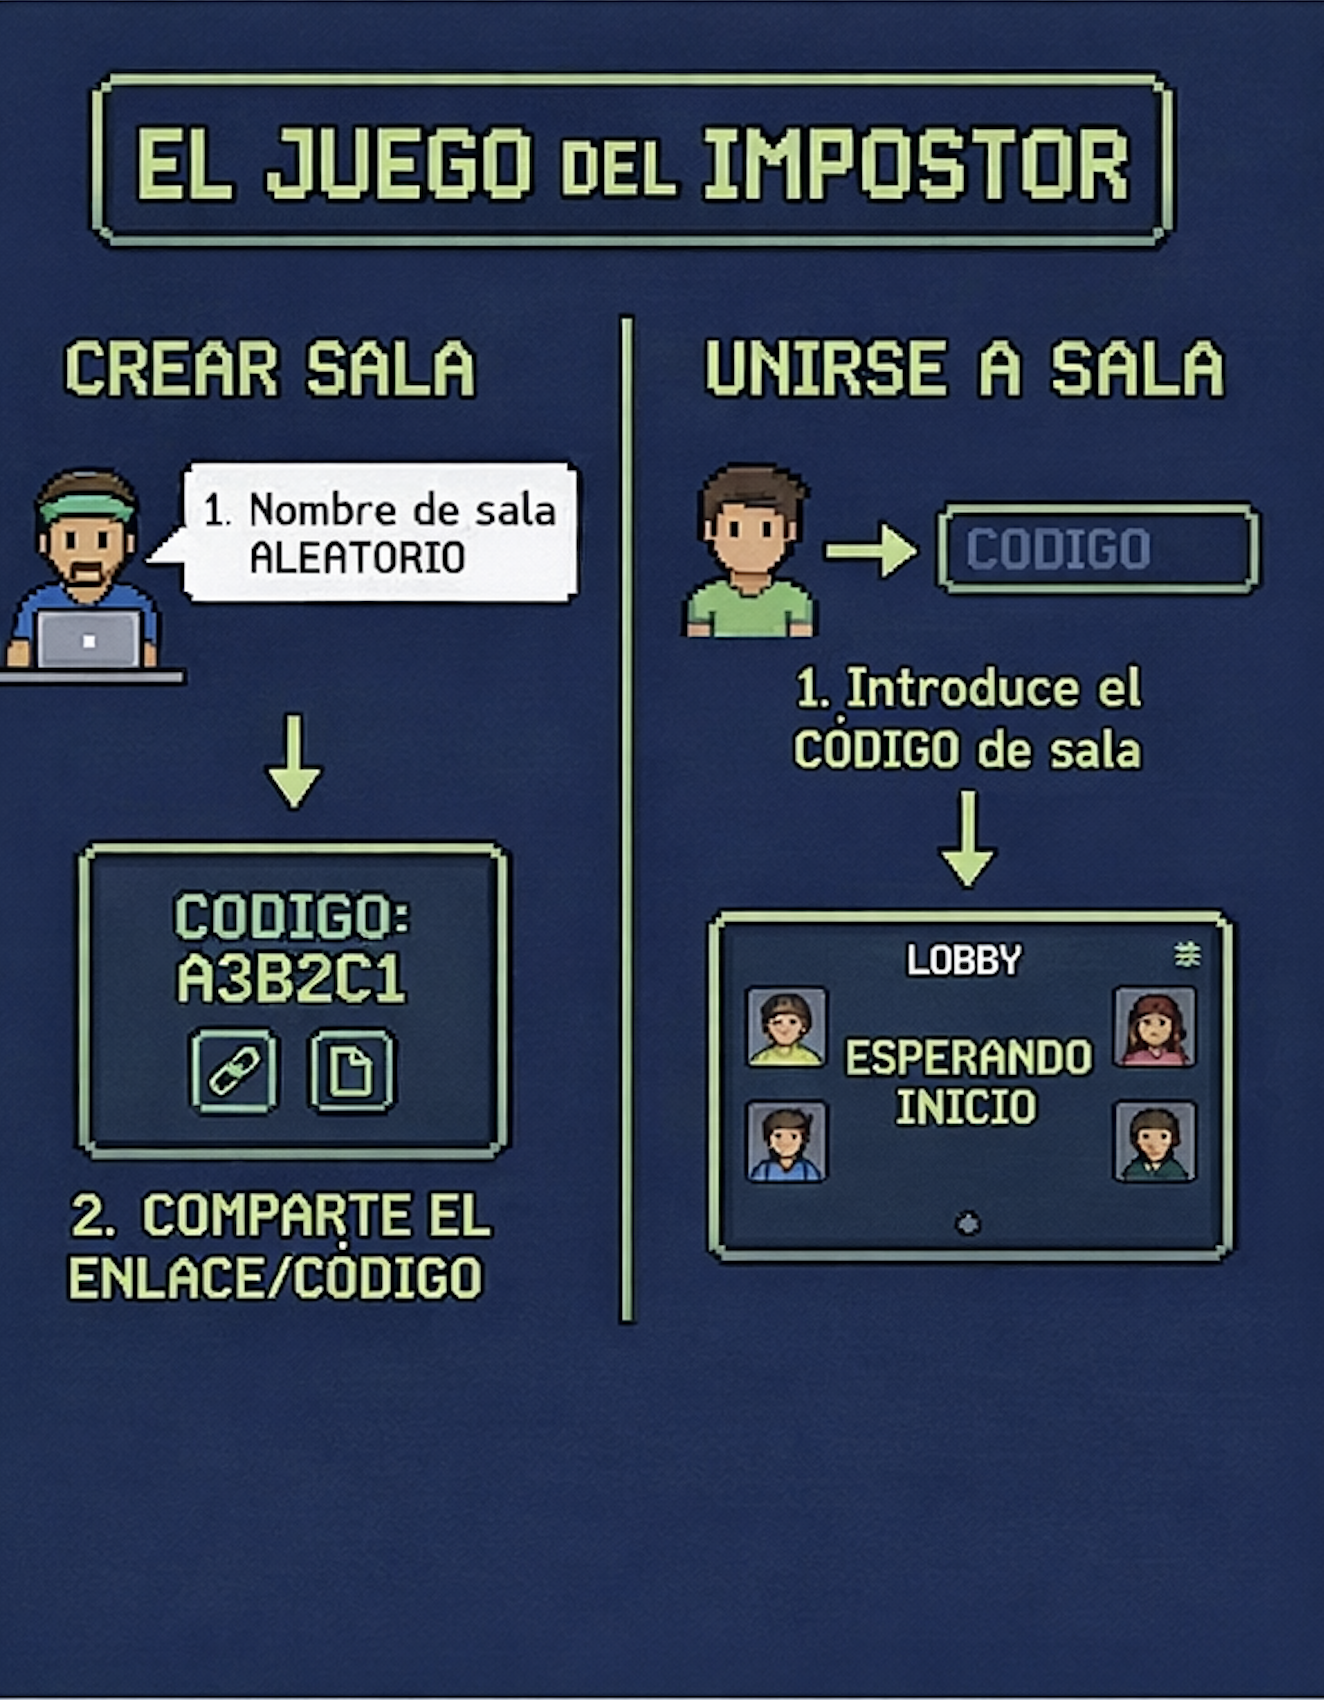 EL JUEGO DEL IMPOSTOR
CREAR SALA
1. Nombre de sala
ALEATORIO
CODIGO:
A3B2C1
2. COMPARTE EL
ENLACE/CÓDIGO
UNIRSE A SALA
CODIGO
1. Introduce el
CÓDIGO de sala
LOBBY
ESPERANDO
INICIO